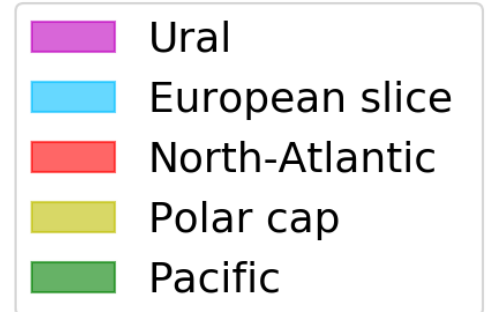 Ural
European slice
North-Atlantic
Polar cap
Pacific